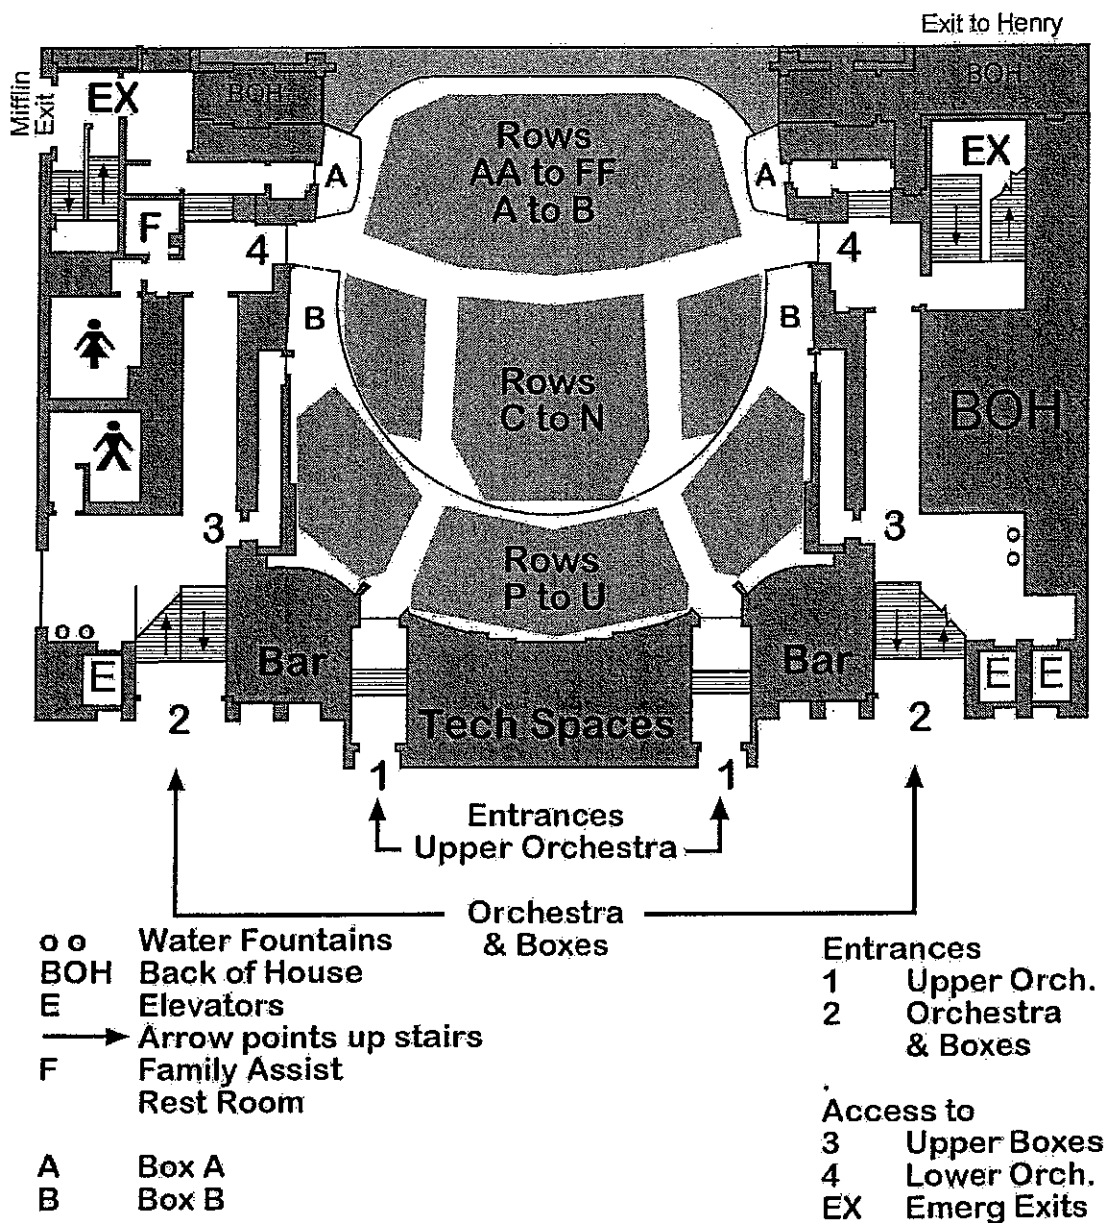 Exit to Henry
Mifflin
Exit
EX
BOH
BOH
EX
Rows
AA to FF
A to B
A
A
F
4
4
B
B
Rows
C to N
BOH
3
3
Rows
P to U
Bar
Bar
Tech Spaces
E
E
E
2
2
1
1
Entrances
Upper Orchestra
Orchestra
& Boxes
o o Water Fountains
BOH Back of House
E Elevators
Arrow points up stairs
F Family Assist
Rest Room
A Box A
B Box B
Entrances
1 Upper Orch.
2 Orchestra
& Boxes
Access to
3 Upper Boxes
4 Lower Orch.
EX Emerg Exits